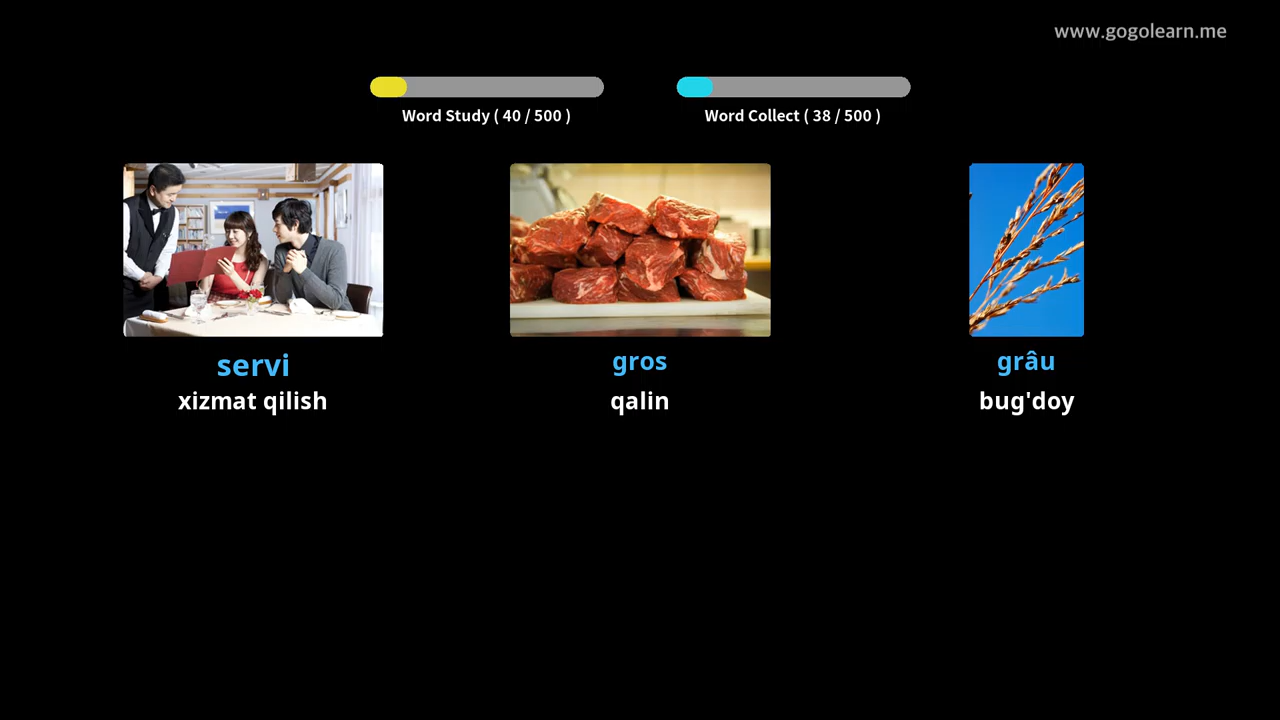 www.gogolearn.me
Word Study ( 40 / 500 )
Word Collect ( 38 / 500 )
servi
xizmat qilish
gros
qalin
grâu
bug'doy